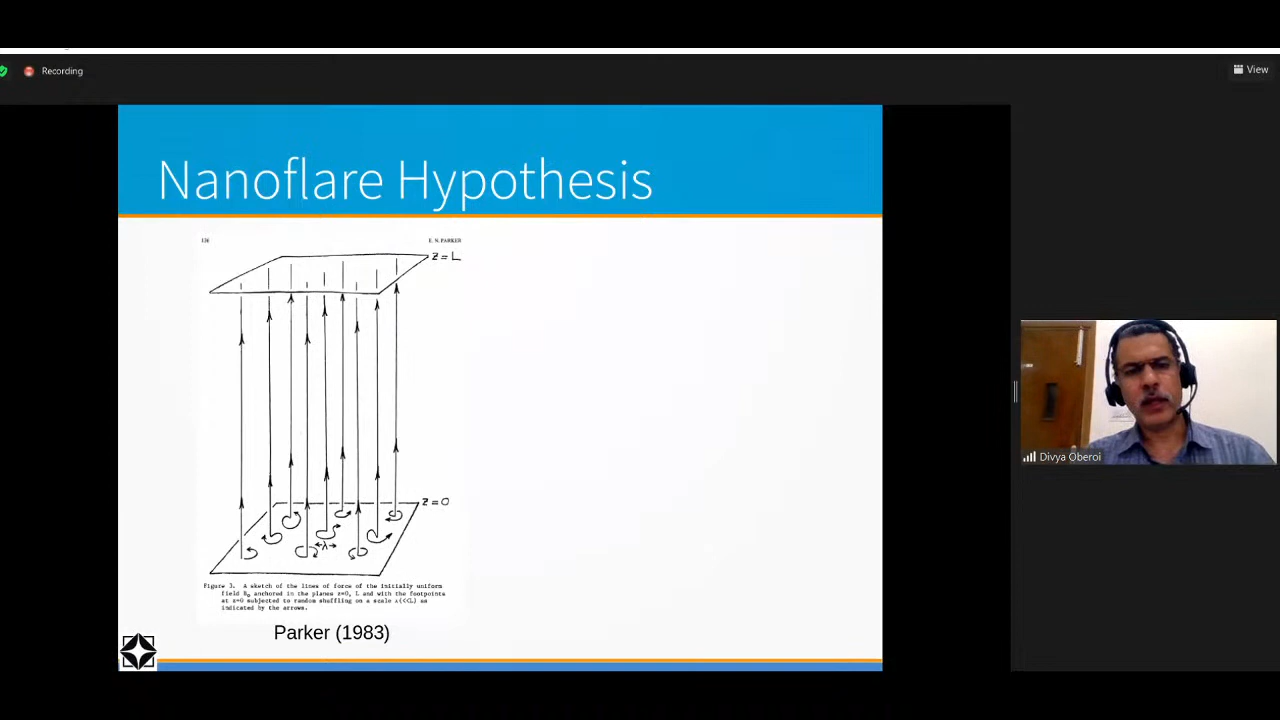 Recording
View
Nanoflare Hypothesis
136
E. N. PARKER
Z = L
Z = 0
λ
Figure 3. A sketch of the lines of force of the initially uniform
field B₀ anchored in the planes z=0, L and with the footpoints
at z=0 subjected to random shuffling on a scale λ(<<L) as
indicated by the arrows.
Parker (1983)
Divya Oberoi